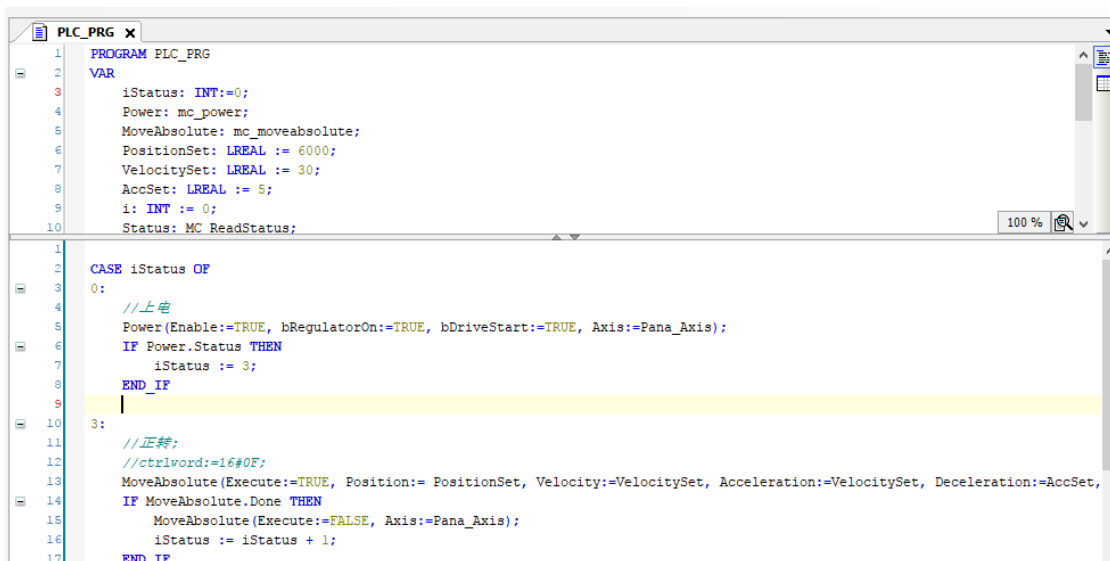 PLC_PRG
1 PROGRAM PLC_PRG
2 VAR
3 iStatus: INT:=0;
4 Power: mc_power;
5 MoveAbsolute: mc_moveabsolute;
6 PositionSet: LREAL := 6000;
7 VelocitySet: LREAL := 30;
8 AccSet: LREAL := 5;
9 i: INT := 0;
10 Status: MC_ReadStatus;
100 %
1
2 CASE iStatus OF
3 0:
4 //上电
5 Power(Enable:=TRUE, bRegulatorOn:=TRUE, bDriveStart:=TRUE, Axis:=Pana_Axis);
6 IF Power.Status THEN
7 iStatus := 3;
8 END_IF
9
10 3:
11 //正转;
12 //ctrlword:=16#0F;
13 MoveAbsolute(Execute:=TRUE, Position:= PositionSet, Velocity:=VelocitySet, Acceleration:=VelocitySet, Deceleration:=AccSet,
14 IF MoveAbsolute.Done THEN
15 MoveAbsolute(Execute:=FALSE, Axis:=Pana_Axis);
16 iStatus := iStatus + 1;
17 END_IF